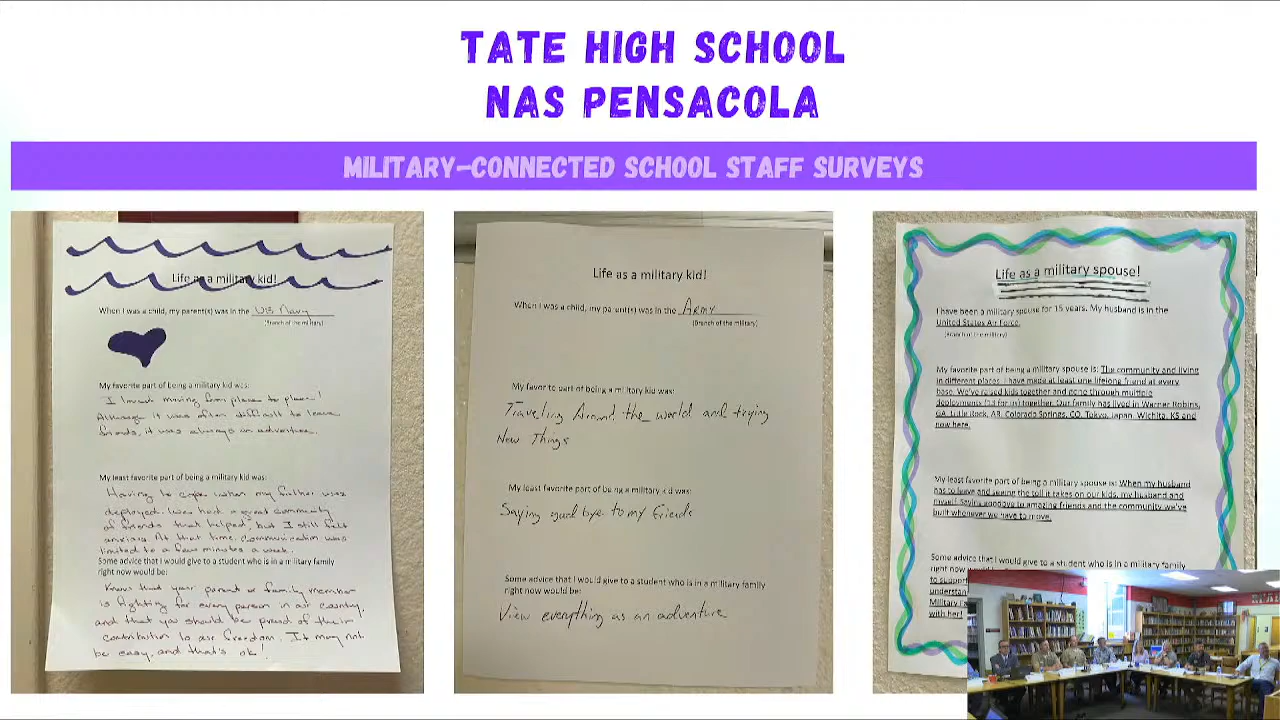 TATE HIGH SCHOOL
NAS PENSACOLA
MILITARY-CONNECTED SCHOOL STAFF SURVEYS
Life as a military kid!
When I was a child, my parent(s) was in the US Navy
(Branch of the military)
My favorite part of being a military kid was:
I loved moving from place to place!
Although it was often difficult to leave
friends, it was always an adventure.
My least favorite part of being a military kid was:
Having to cope when my father was
deployed. We had a great community
of friends that helped, but I still felt
anxious. At that time, communication was
limited to a few minutes a week.
Some advice that I would give to a student who is in a military family
right now would be:
Know that your parent or family member
is fighting for every person in our country,
and that you should be proud of their
contribution to our freedom. It may not
be easy, and that's ok!
Life as a military kid!
When I was a child, my parent(s) was in the Army
(Branch of the military)
My favorite part of being a military kid was:
Traveling Around the world and trying
New Things
My least favorite part of being a military kid was:
Saying good bye to my friends
Some advice that I would give to a student who is in a military family
right now would be:
View everything as an adventure
Life as a military spouse!
I have been a military spouse for 15 years. My husband is in the
United States Air Force.
(Branch of the military)
My favorite part of being a military spouse is: The community and living
in different places. I have made at least one lifelong friend at every
base. We've raised kids together and gone through multiple
deployments together. Our family has lived in Warner Robins,
GA, Little Rock, AR, Colorado Springs, CO, Tokyo, Japan, Wichita, KS and
now here.
My least favorite part of being a military spouse is: When my husband
has to leave and seeing the toll it takes on our kids, my husband and
myself. Saying goodbye to amazing friends and the community we've
built whenever we have to move.
Some advice that I would give to a student who is in a military family
right now
to support
Military
with her!